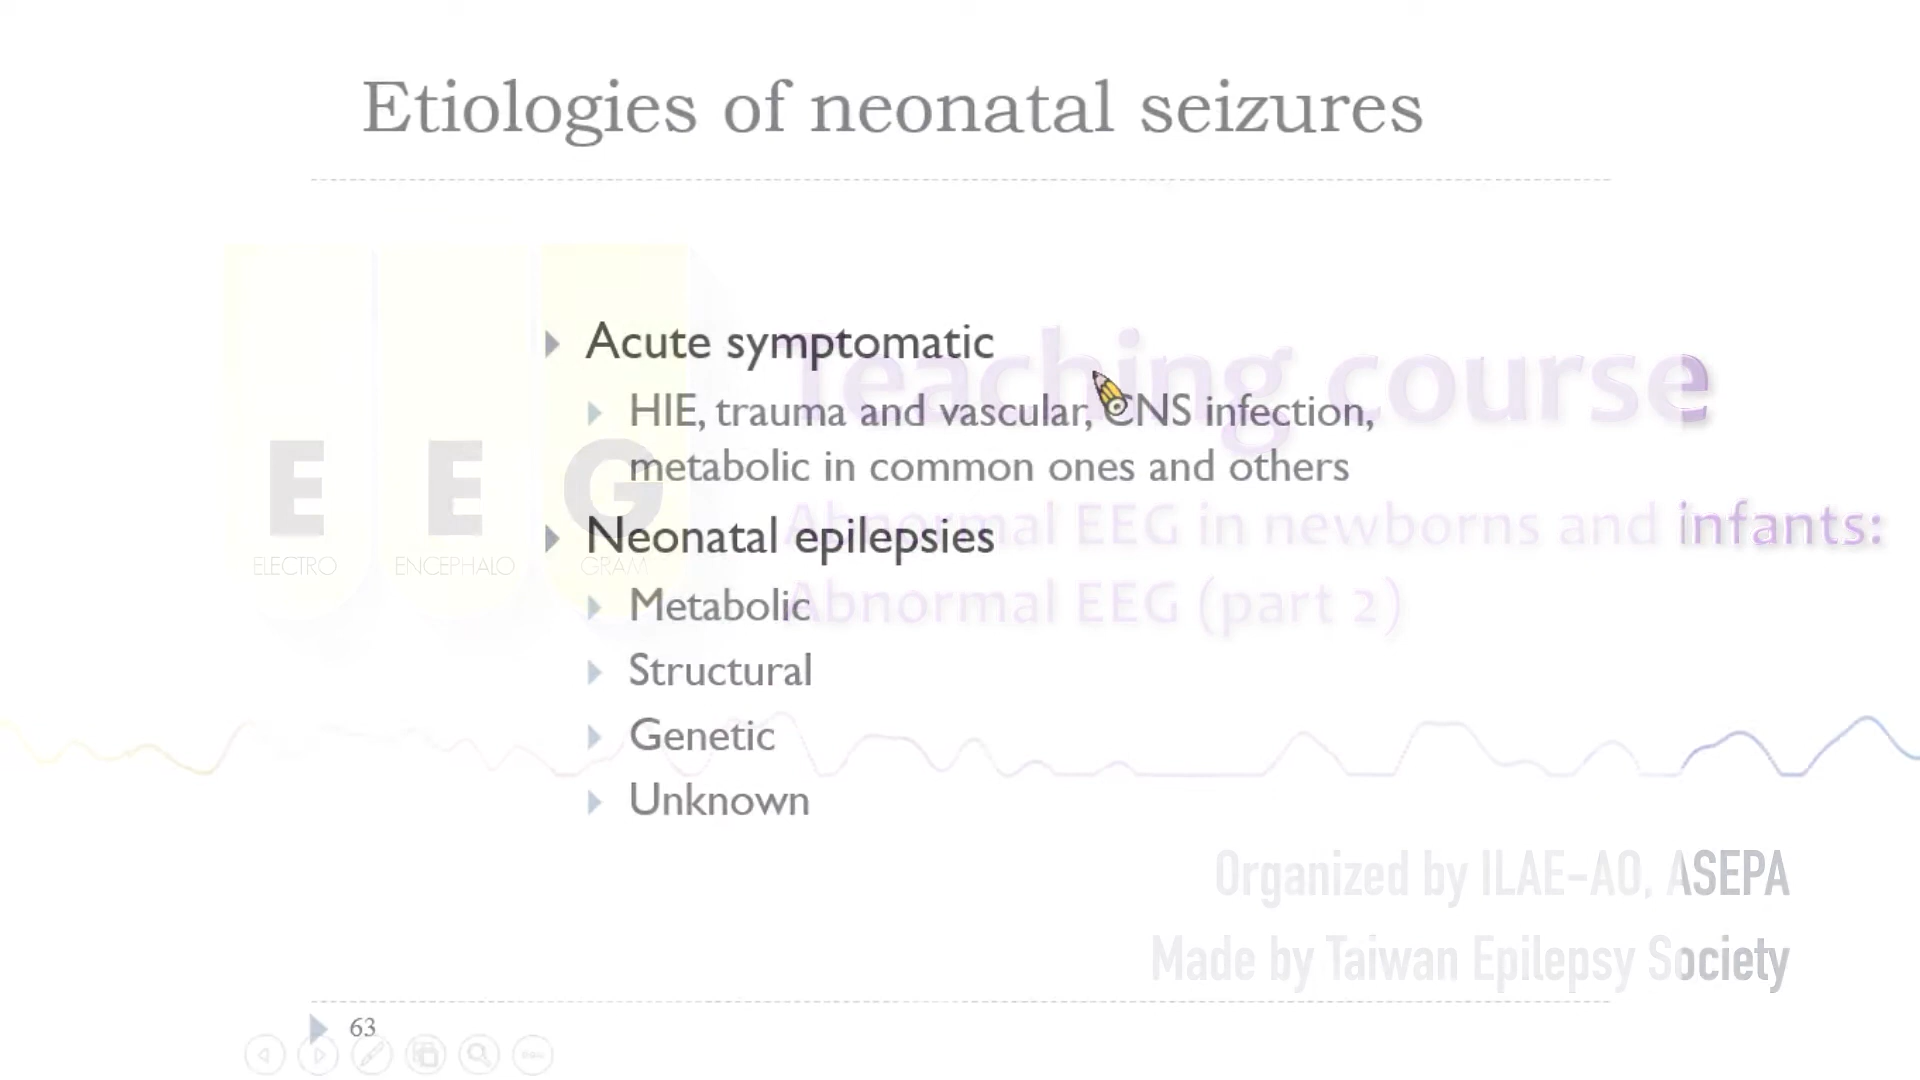 Etiologies of neonatal seizures
Acute symptomatic
HIE, trauma and vascular, CNS infection,
metabolic in common ones and others
Neonatal epilepsies
Metabolic
Structural
Genetic
Unknown
63
E E G
ELECTRO ENCEPHALO GRAM
Teaching course
Abnormal EEG in newborns and infants:
Abnormal EEG (part 2)
Organized by ILAE-AO, ASEPA
Made by Taiwan Epilepsy Society